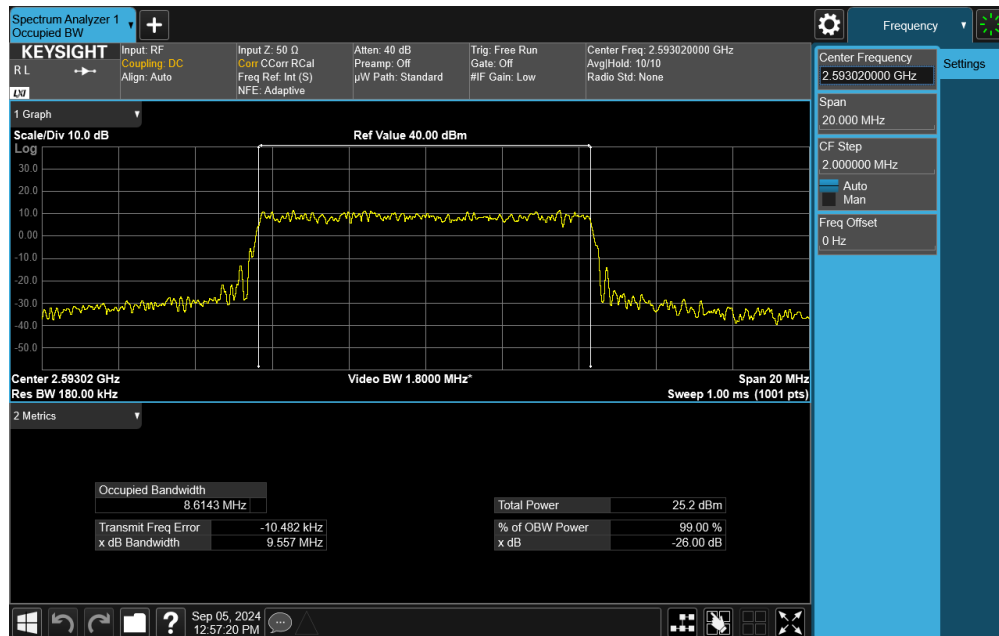 Spectrum Analyzer 1
Occupied BW
Frequency
KEYSIGHT
R L
LXI
Input: RF
Coupling: DC
Align: Auto
Input Z: 50 Ω
Corr CCorr RCal
Freq Ref: Int (S)
NFE: Adaptive
Atten: 40 dB
Preamp: Off
µW Path: Standard
Trig: Free Run
Gate: Off
#IF Gain: Low
Center Freq: 2.593020000 GHz
Avg|Hold: 10/10
Radio Std: None
Center Frequency
2.593020000 GHz
Settings
Span
20.000 MHz
CF Step
2.000000 MHz
Auto
Man
Freq Offset
0 Hz
1 Graph
Scale/Div 10.0 dB
Ref Value 40.00 dBm
Log
30.0
20.0
10.0
0.00
-10.0
-20.0
-30.0
-40.0
-50.0
Center 2.59302 GHz
Video BW 1.8000 MHz*
Span 20 MHz
Res BW 180.00 kHz
Sweep 1.00 ms (1001 pts)
2 Metrics
Occupied Bandwidth
8.6143 MHz
Total Power 25.2 dBm
Transmit Freq Error -10.482 kHz
% of OBW Power 99.00 %
x dB Bandwidth 9.557 MHz
x dB -26.00 dB
?
Sep 05, 2024
12:57:20 PM